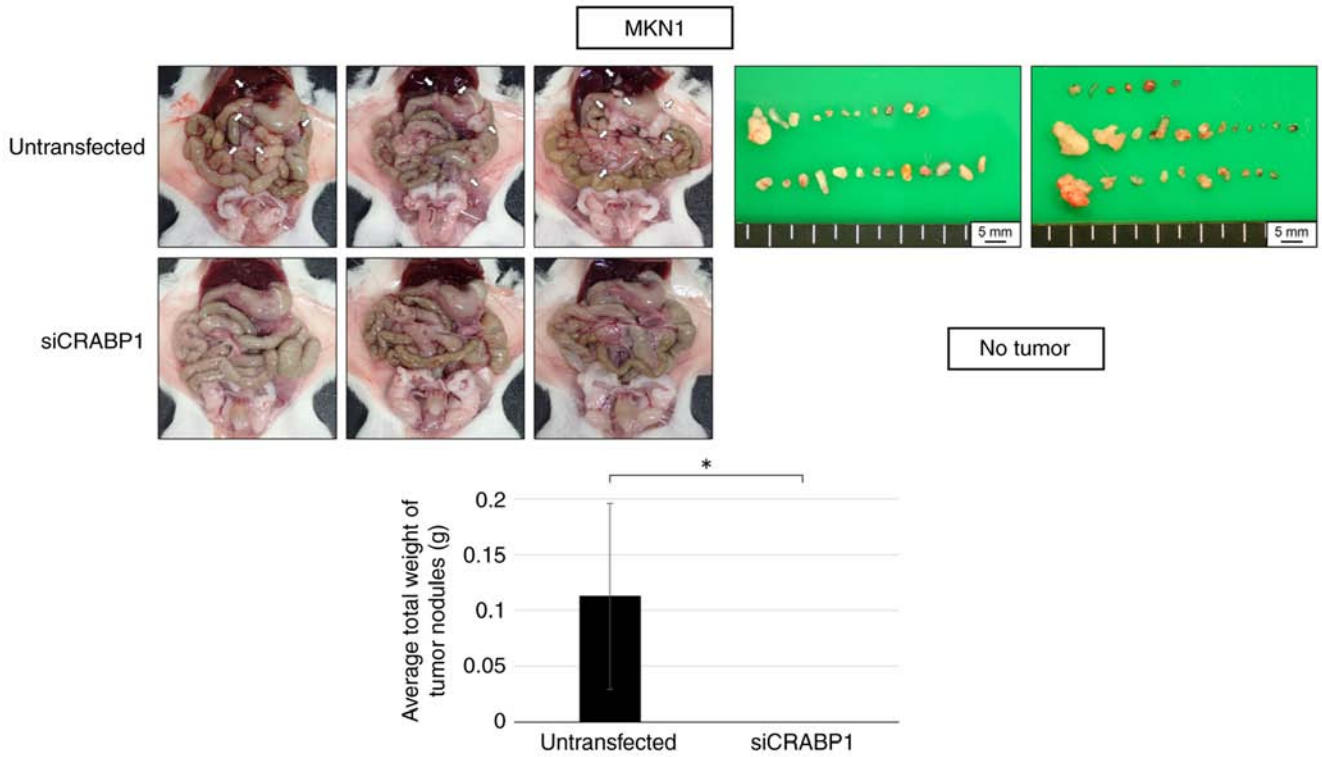 MKN1
Untransfected
5 mm
5 mm
siCRABP1
No tumor
*
Average total weight of
tumor nodules (g)
0.2
0.15
0.1
0.05
0
Untransfected
siCRABP1